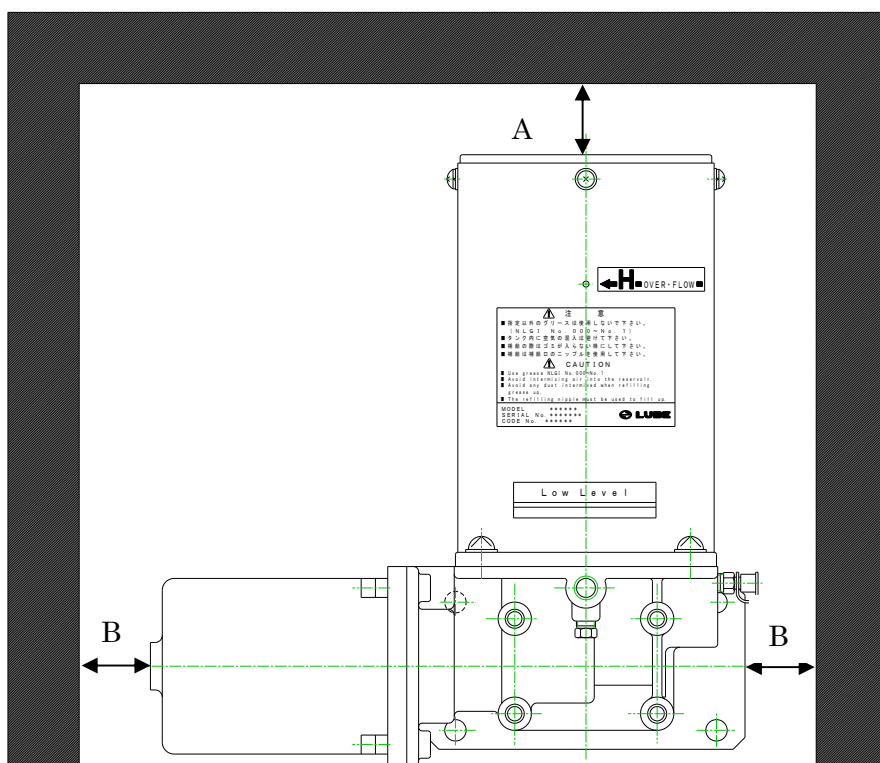 A
H OVER·FLOW
注 意
■指定以外のグリースは使用しないで下さい。
(NLGI No. 000~No. 1)
■タンク内に空気の混入は避けて下さい。
■補給の際はゴミが入らない様にして下さい。
■補給は補給口のニップルを使用して下さい。
CAUTION
■ Use grease NLGI No.000~No.1
■ Avoid intermixing air into the reservoir.
■ Avoid any dust intermixed when refilling
grease up.
■ The refilling nipple must be used to fill up.
MODEL ******
SERIAL No. *******
CODE No. ******
LUBE
Low Level
B
B